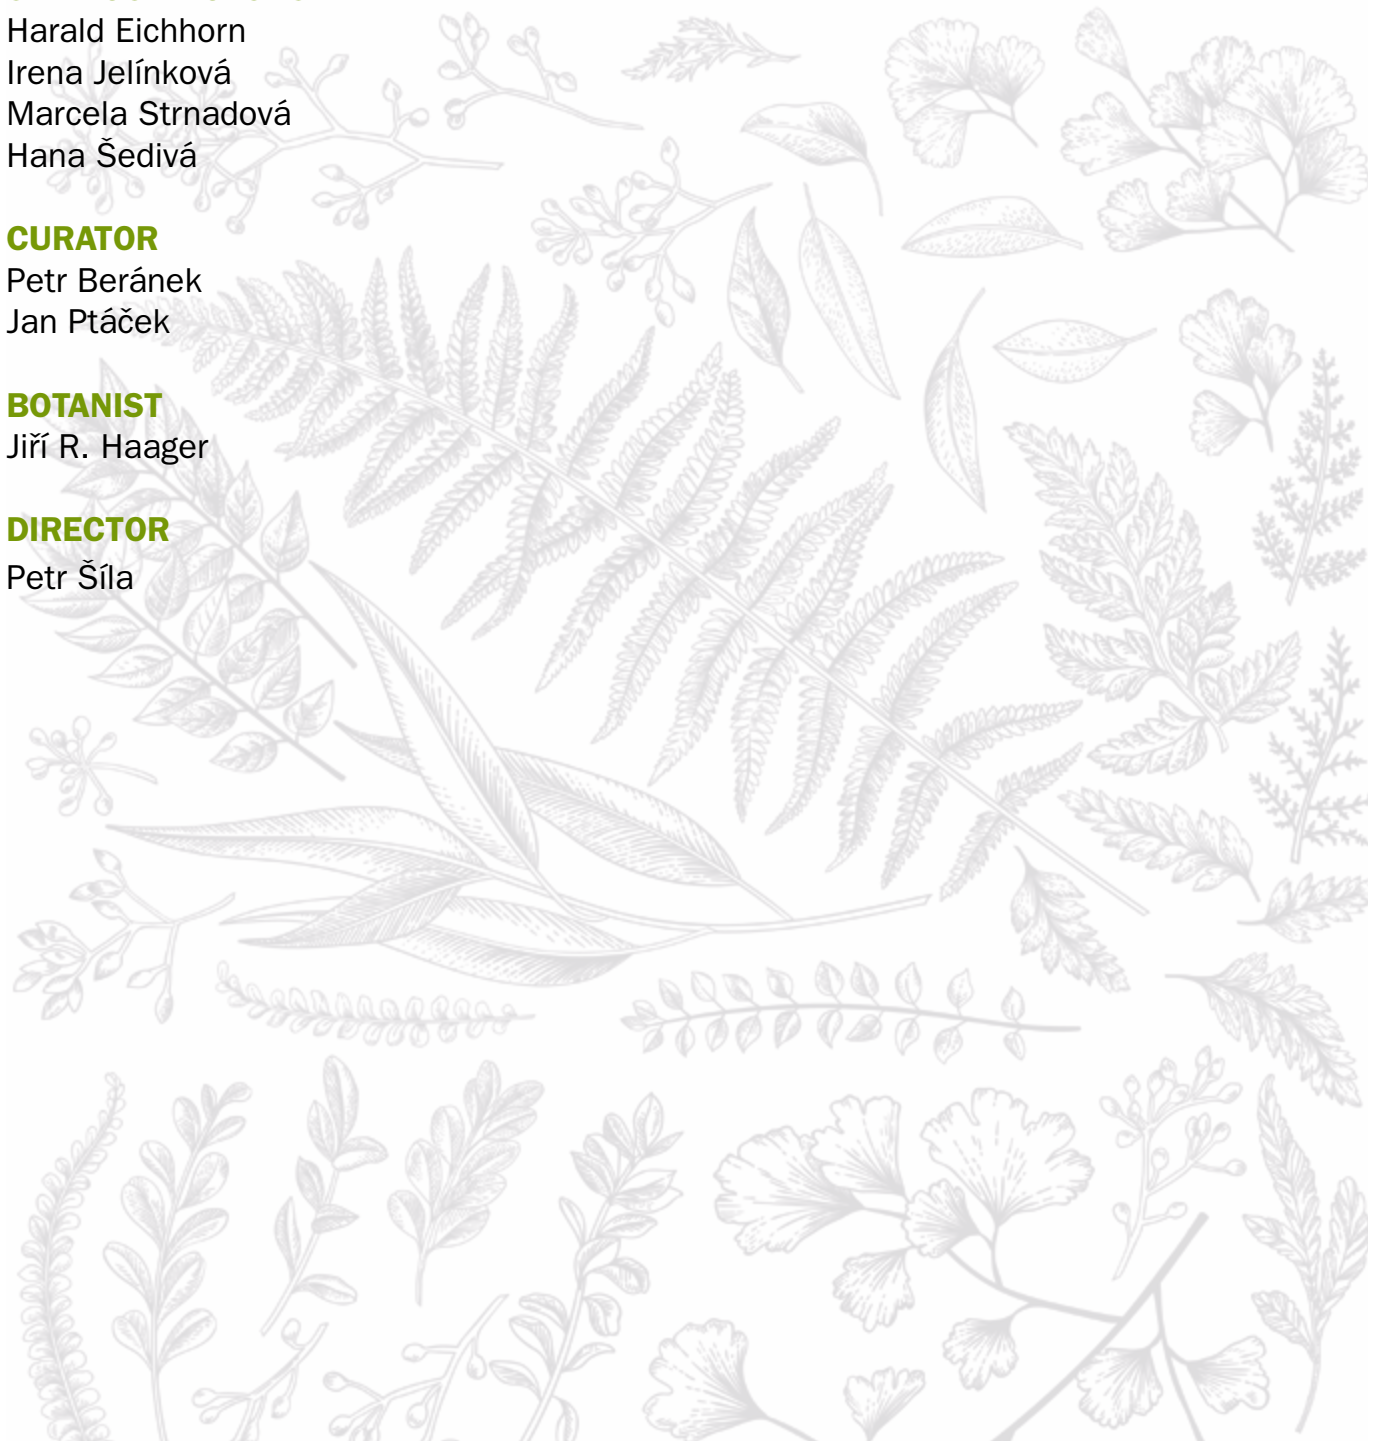 Harald Eichhorn
Irena Jelínková
Marcela Strnadová
Hana Šedivá
CURATOR
Petr Beránek
Jan Ptáček
BOTANIST
Jiří R. Haager
DIRECTOR
Petr Šíla